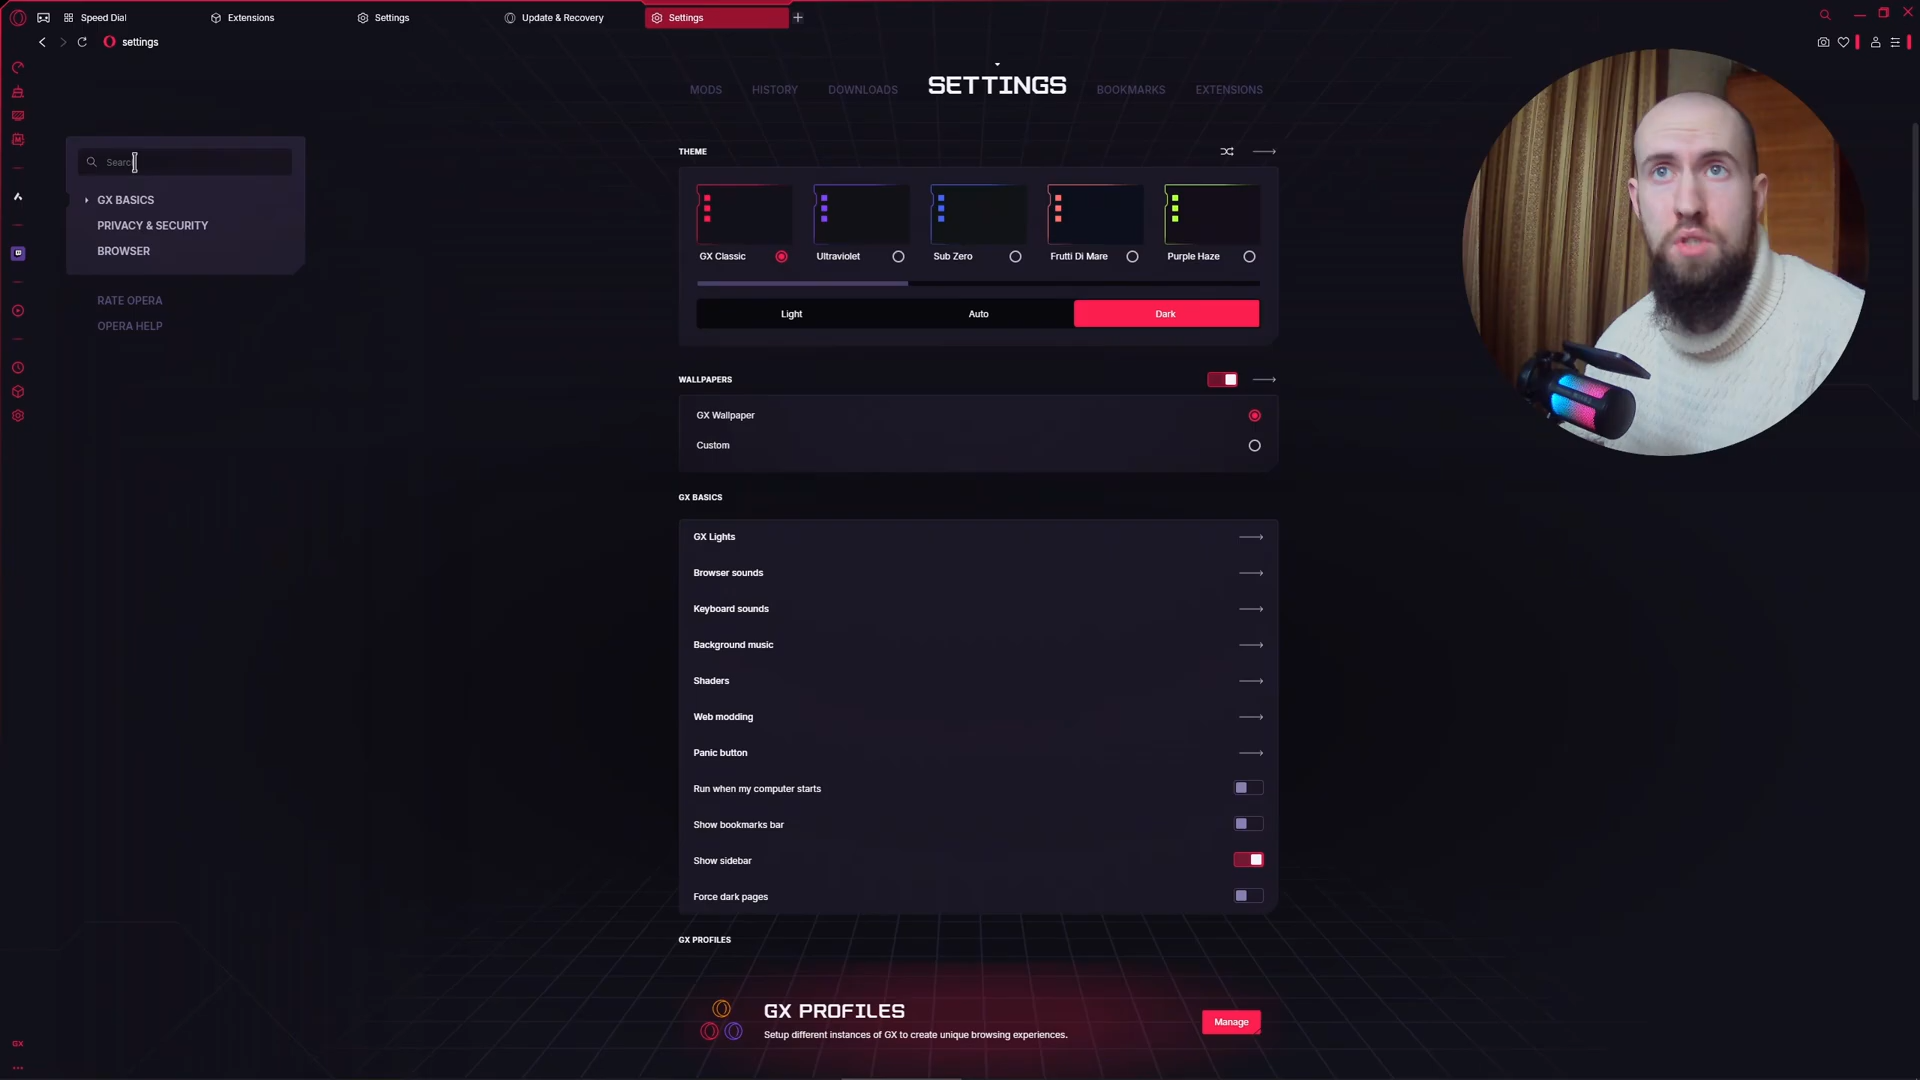 Speed Dial
Extensions
Settings
Update & Recovery
Settings
settings
MODS
HISTORY
DOWNLOADS
SETTINGS
BOOKMARKS
EXTENSIONS
Search
GX BASICS
PRIVACY & SECURITY
BROWSER
RATE OPERA
OPERA HELP
THEME
GX Classic
Ultraviolet
Sub Zero
Frutti Di Mare
Purple Haze
Light
Auto
Dark
WALLPAPERS
GX Wallpaper
Custom
GX BASICS
GX Lights
Browser sounds
Keyboard sounds
Background music
Shaders
Web modding
Panic button
Run when my computer starts
Show bookmarks bar
Show sidebar
Force dark pages
GX PROFILES
GX PROFILES
Setup different instances of GX to create unique browsing experiences.
Manage
GX